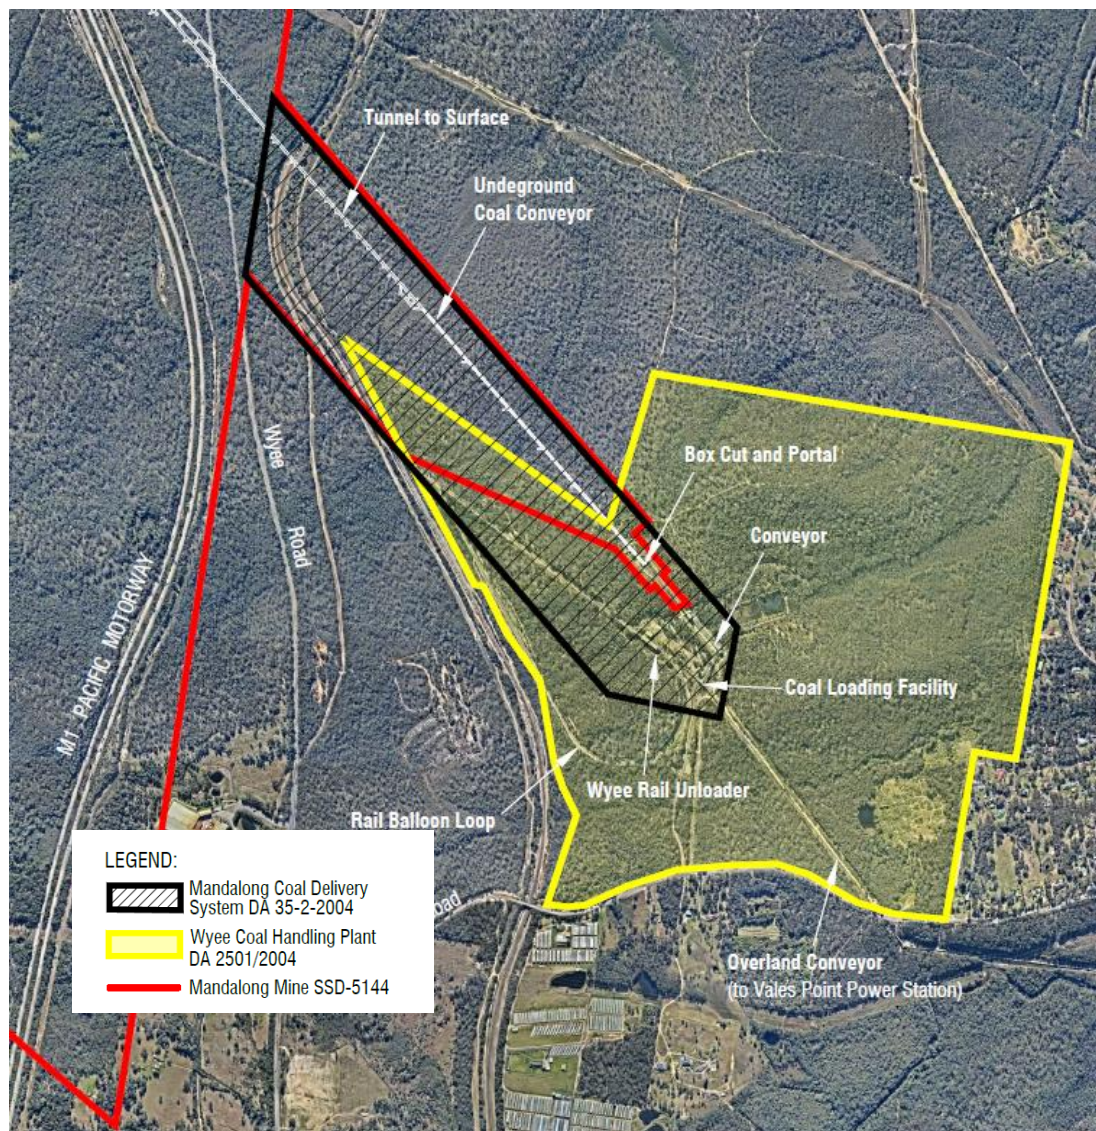 Tunnel to Surface
Undeground
Coal Conveyor
Box Cut and Portal
Wyee
Road
Conveyor
M1 PACIFIC MOTORWAY
Coal Loading Facility
Wyee Rail Unloader
Rail Balloon Loop
LEGEND:
Mandalong Coal Delivery
System DA 35-2-2004
Wyee Coal Handling Plant
DA 2501/2004
Mandalong Mine SSD-5144
oad
Overland Conveyor
(to Vales Point Power Station)